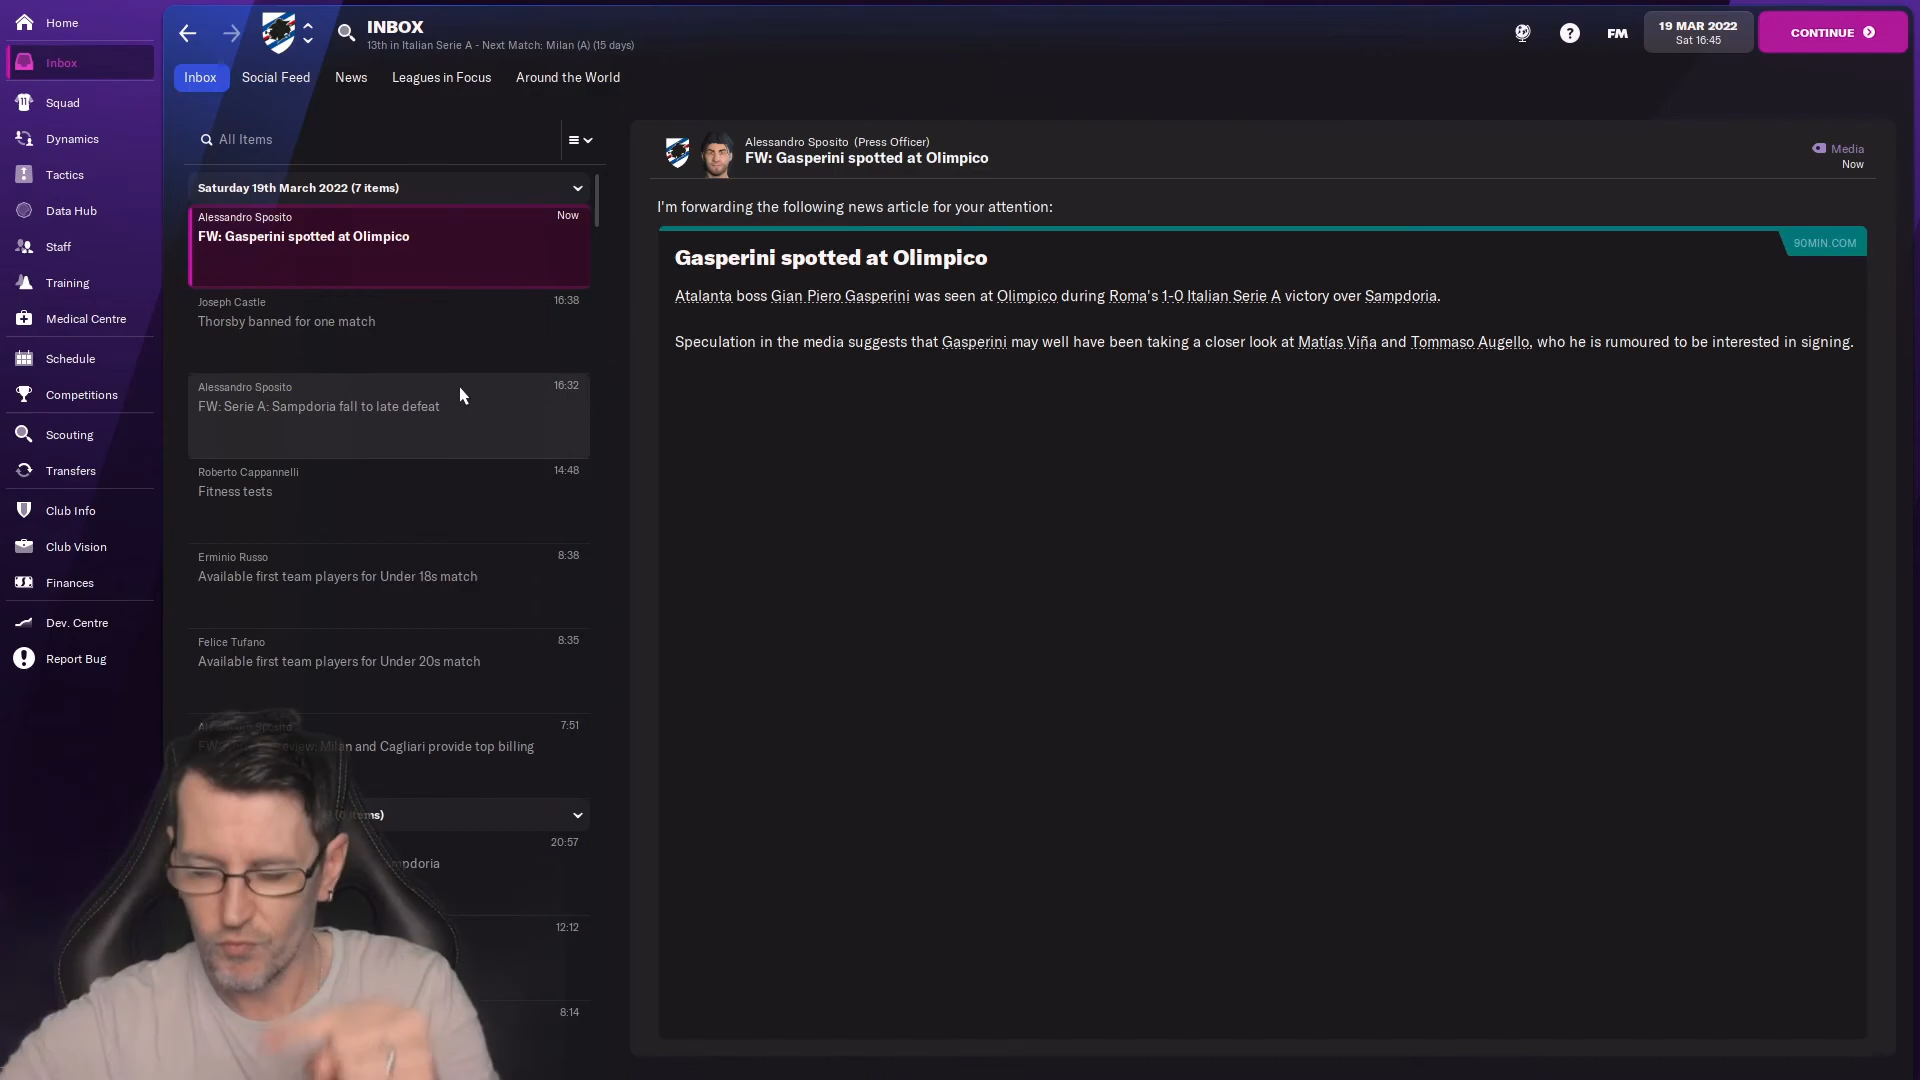 Home
Inbox
Squad
Dynamics
Tactics
Data Hub
Staff
Training
Medical Centre
Schedule
Competitions
Scouting
Transfers
Club Info
Club Vision
Finances
Dev. Centre
Report Bug
INBOX
13th in Italian Serie A - Next Match: Milan (A) (15 days)
FM
19 MAR 2022
Sat 16:45
CONTINUE
Inbox
Social Feed
News
Leagues in Focus
Around the World
All Items
Saturday 19th March 2022 (7 items)
Alessandro Sposito
Now
FW: Gasperini spotted at Olimpico
Joseph Castle
16:38
Thorsby banned for one match
Alessandro Sposito
16:32
FW: Serie A: Sampdoria fall to late defeat
Roberto Cappannelli
14:48
Fitness tests
Erminio Russo
8:38
Available first team players for Under 18s match
Felice Tufano
8:35
Available first team players for Under 20s match
Alessandro Sposito
7:51
Milan and Cagliari provide top billing
20:57
12:12
8:14
Alessandro Sposito (Press Officer)
FW: Gasperini spotted at Olimpico
Media
Now
I'm forwarding the following news article for your attention:
90MIN.COM
Gasperini spotted at Olimpico
Atalanta boss Gian Piero Gasperini was seen at Olimpico during Roma's 1-0 Italian Serie A victory over Sampdoria.
Speculation in the media suggests that Gasperini may well have been taking a closer look at Matías Viña and Tommaso Augello, who he is rumoured to be interested in signing.